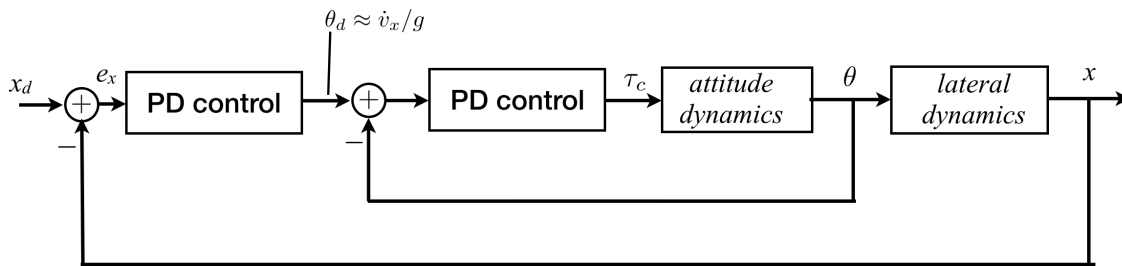 θ_d ≈ v̇_x/g
x_d
+
−
e_x
PD control
+
−
PD control
τ_c
attitude
dynamics
θ
lateral
dynamics
x